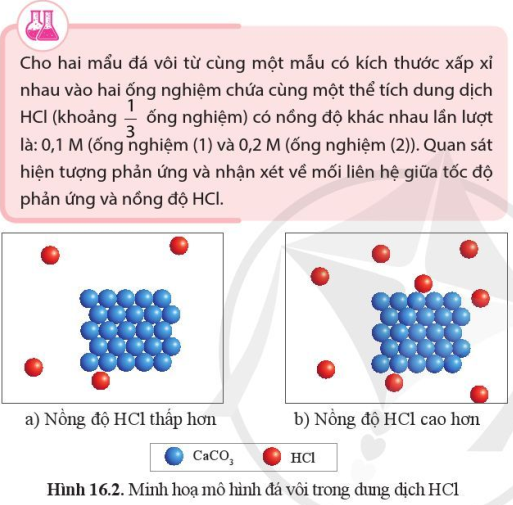 Cho hai mẩu đá vôi từ cùng một mẫu có kích thước xấp xỉ
nhau vào hai ống nghiệm chứa cùng một thể tích dung dịch
HCl (khoảng 1/3 ống nghiệm) có nồng độ khác nhau lần lượt
là: 0,1 M (ống nghiệm (1) và 0,2 M (ống nghiệm (2)). Quan sát
hiện tượng phản ứng và nhận xét về mối liên hệ giữa tốc độ
phản ứng và nồng độ HCl.
a) Nồng độ HCl thấp hơn
b) Nồng độ HCl cao hơn
CaCO₃ HCl
Hình 16.2. Minh hoạ mô hình đá vôi trong dung dịch HCl